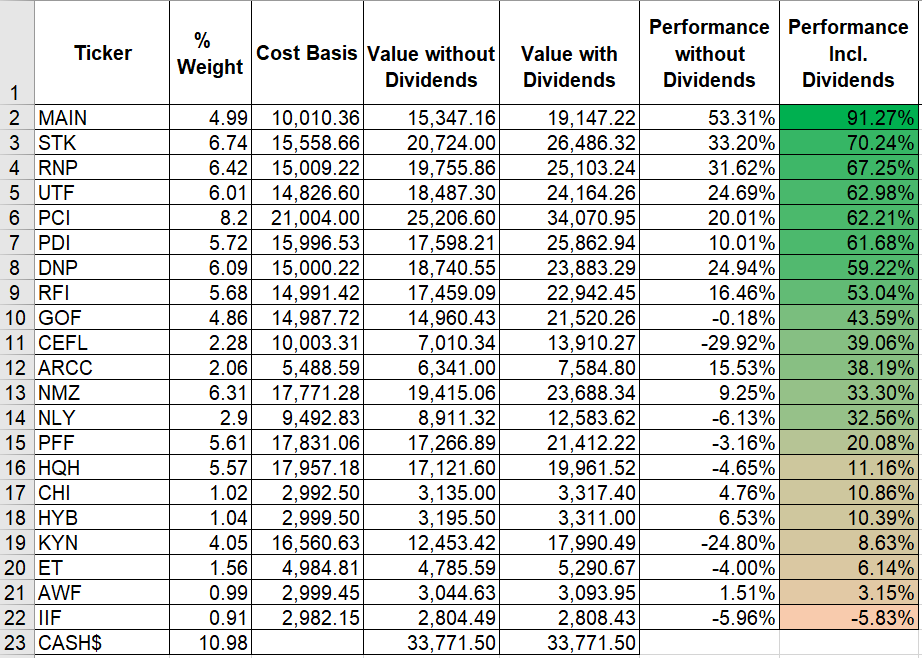 Ticker % Weight Cost Basis Value without Dividends Value with Dividends Performance without Dividends Performance Incl. Dividends
1
2 MAIN 4.99 10,010.36 15,347.16 19,147.22 53.31% 91.27%
3 STK 6.74 15,558.66 20,724.00 26,486.32 33.20% 70.24%
4 RNP 6.42 15,009.22 19,755.86 25,103.24 31.62% 67.25%
5 UTF 6.01 14,826.60 18,487.30 24,164.26 24.69% 62.98%
6 PCI 8.2 21,004.00 25,206.60 34,070.95 20.01% 62.21%
7 PDI 5.72 15,996.53 17,598.21 25,862.94 10.01% 61.68%
8 DNP 6.09 15,000.22 18,740.55 23,883.29 24.94% 59.22%
9 RFI 5.68 14,991.42 17,459.09 22,942.45 16.46% 53.04%
10 GOF 4.86 14,987.72 14,960.43 21,520.26 -0.18% 43.59%
11 CEFL 2.28 10,003.31 7,010.34 13,910.27 -29.92% 39.06%
12 ARCC 2.06 5,488.59 6,341.00 7,584.80 15.53% 38.19%
13 NMZ 6.31 17,771.28 19,415.06 23,688.34 9.25% 33.30%
14 NLY 2.9 9,492.83 8,911.32 12,583.62 -6.13% 32.56%
15 PFF 5.61 17,831.06 17,266.89 21,412.22 -3.16% 20.08%
16 HQH 5.57 17,957.18 17,121.60 19,961.52 -4.65% 11.16%
17 CHI 1.02 2,992.50 3,135.00 3,317.40 4.76% 10.86%
18 HYB 1.04 2,999.50 3,195.50 3,311.00 6.53% 10.39%
19 KYN 4.05 16,560.63 12,453.42 17,990.49 -24.80% 8.63%
20 ET 1.56 4,984.81 4,785.59 5,290.67 -4.00% 6.14%
21 AWF 0.99 2,999.45 3,044.63 3,093.95 1.51% 3.15%
22 IIF 0.91 2,982.15 2,804.49 2,808.43 -5.96% -5.83%
23 CASH$ 10.98 33,771.50 33,771.50